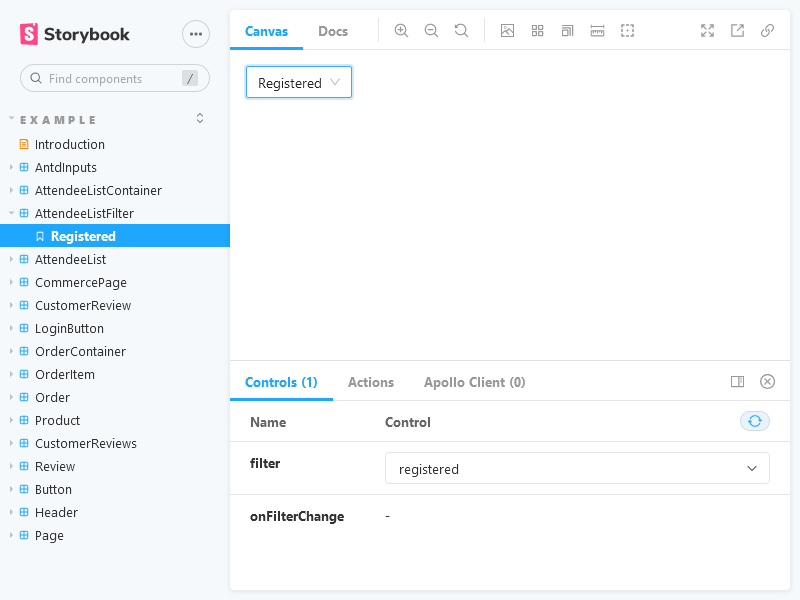 Storybook
Find components /
EXAMPLE
Introduction
AntdInputs
AttendeeListContainer
AttendeeListFilter
Registered
AttendeeList
CommercePage
CustomerReview
LoginButton
OrderContainer
OrderItem
Order
Product
CustomerReviews
Review
Button
Header
Page
Canvas Docs
Registered
Controls (1) Actions Apollo Client (0)
Name Control
filter registered
onFilterChange -